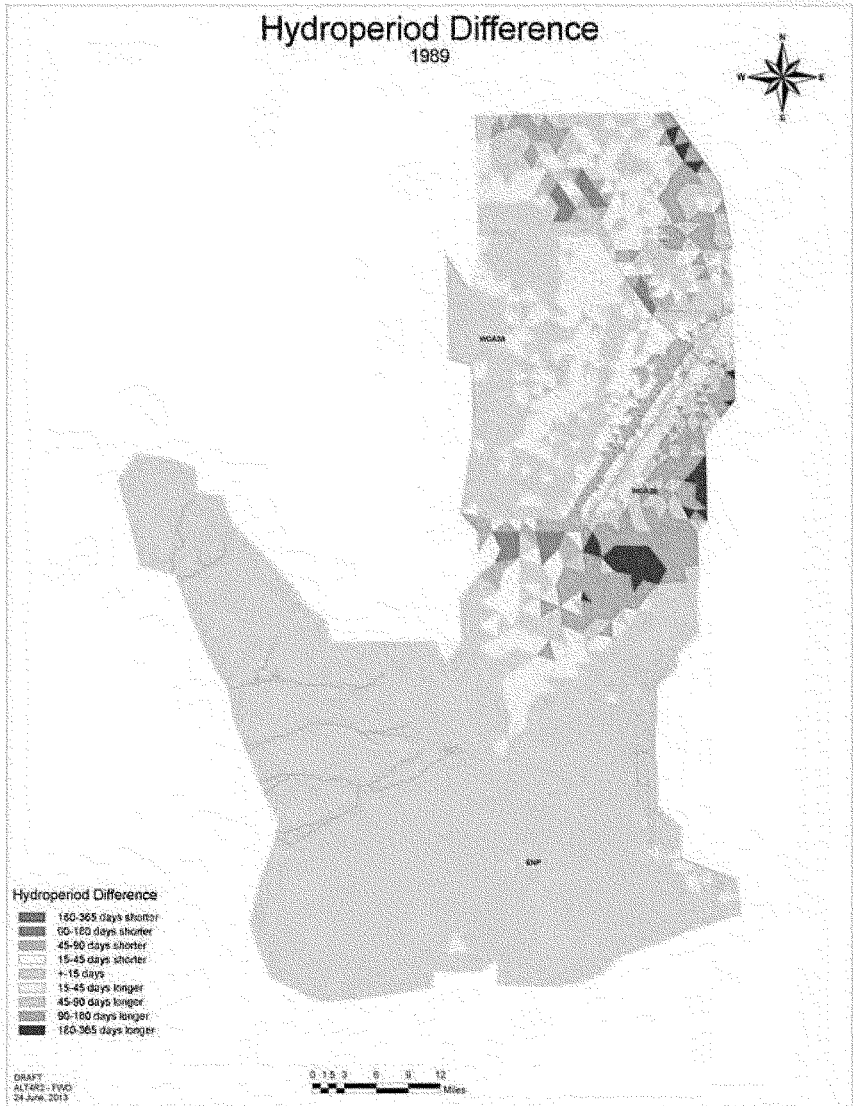 Hydroperiod Difference
1989
N
W
E
S
WCA3A
WCA3B
ENP
Hydroperiod Difference
180-365 days shorter
90-180 days shorter
45-90 days shorter
15-45 days shorter
+-15 days
15-45 days longer
45-90 days longer
90-180 days longer
180-365 days longer
DRAFT
ALT4R2 - FWO
24 June, 2013
0 1.5 3 6 9 12
Miles